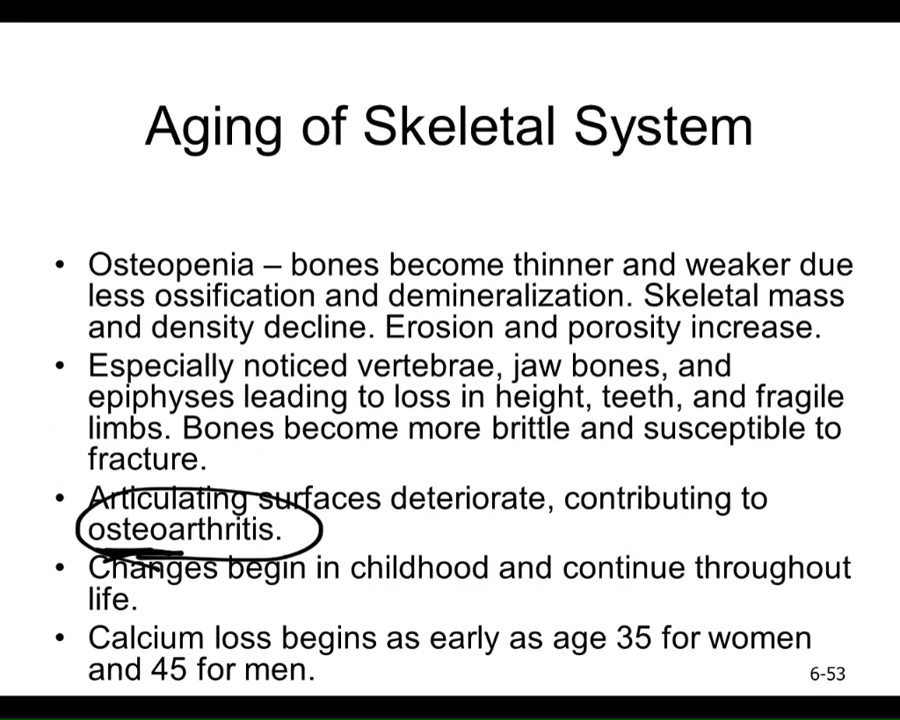 Aging of Skeletal System
• Osteopenia – bones become thinner and weaker due
less ossification and demineralization. Skeletal mass
and density decline. Erosion and porosity increase.
• Especially noticed vertebrae, jaw bones, and
epiphyses leading to loss in height, teeth, and fragile
limbs. Bones become more brittle and susceptible to
fracture.
• Articulating surfaces deteriorate, contributing to
osteoarthritis.
• Changes begin in childhood and continue throughout
life.
• Calcium loss begins as early as age 35 for women
and 45 for men.
6-53